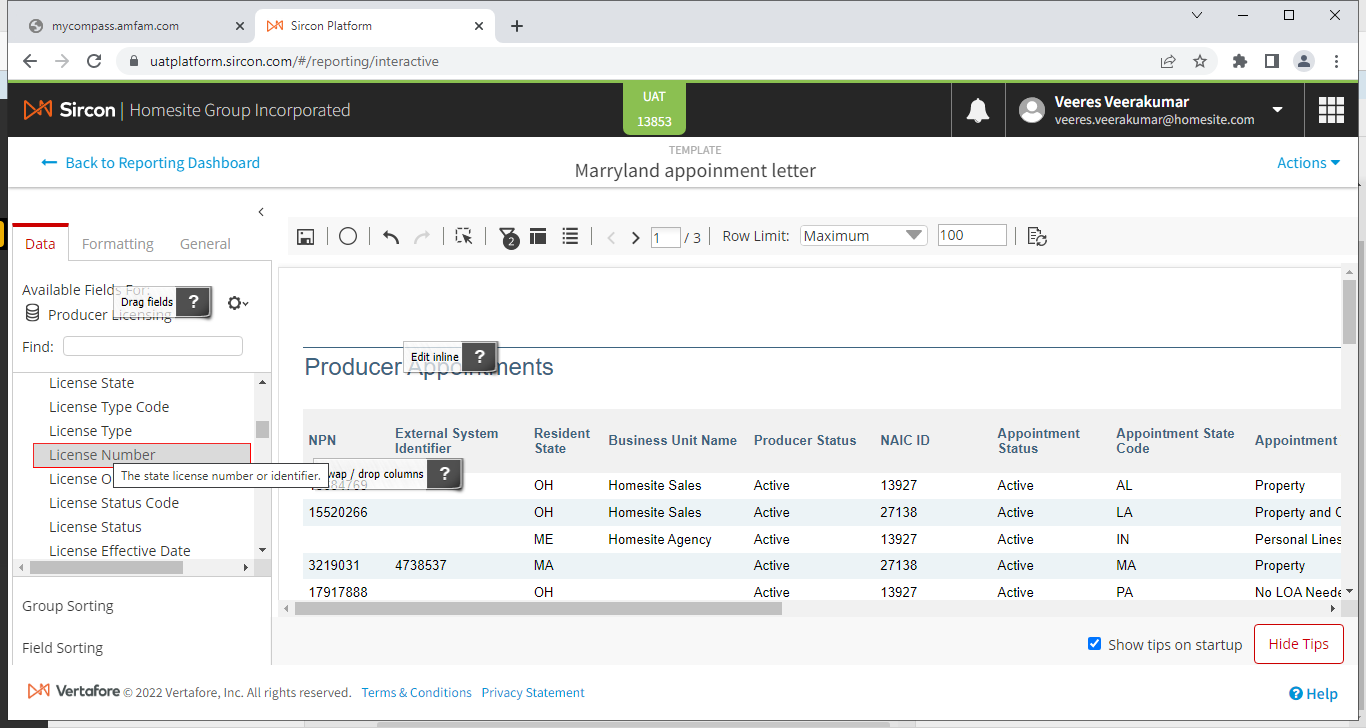 mycompass.amfam.com
Sircon Platform
uatplatform.sircon.com/#/reporting/interactive
Sircon | Homesite Group Incorporated
UAT
13853
Veeres Veerakumar
veeres.veerakumar@homesite.com
Back to Reporting Dashboard
TEMPLATE
Marryland appoinment letter
Actions
Data Formatting General
2
1 / 3
Row Limit: Maximum 100
Available Fields For:
Drag fields ?
Producer Licensing
Find:
License State
License Type Code
License Type
License Number
The state license number or identifier.
License O
License Status Code
License Status
License Effective Date
Group Sorting
Field Sorting
Edit inline ?
Producer Appointments
NPN External System Identifier Resident State Business Unit Name Producer Status NAIC ID Appointment Status Appointment State Code Appointment
wap / drop columns ?
OH Homesite Sales Active 13927 Active AL Property
15520266 OH Homesite Sales Active 27138 Active LA Property and C
ME Homesite Agency Active 13927 Active IN Personal Lines
3219031 4738537 MA Active 27138 Active MA Property
17917888 OH Active 13927 Active PA No LOA Neede
Show tips on startup Hide Tips
Vertafore © 2022 Vertafore, Inc. All rights reserved. Terms & Conditions Privacy Statement
? Help